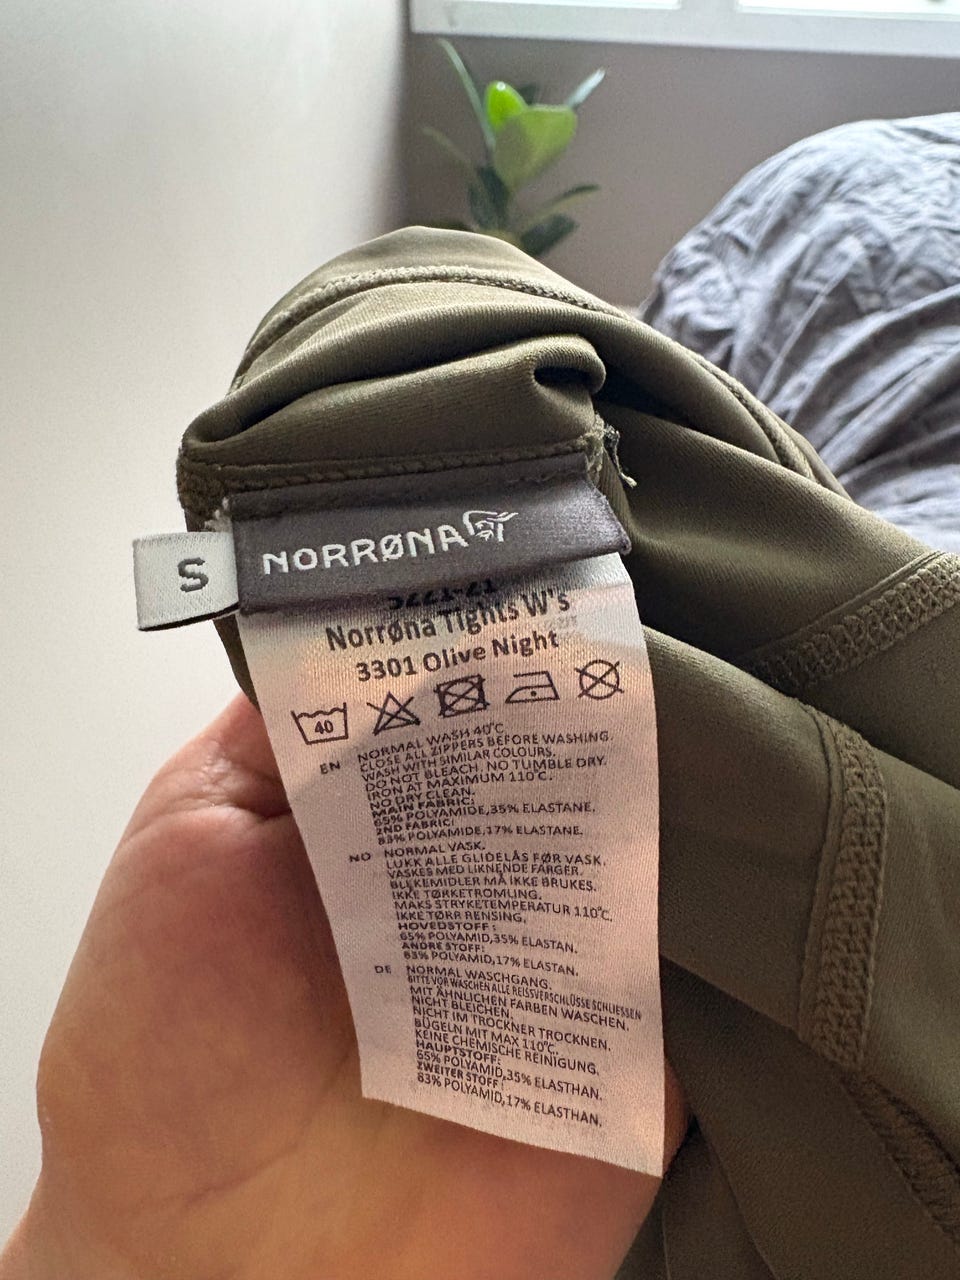 S
NORRØNA
Norrøna Tights W's
3301 Olive Night
40
EN
NORMAL WASH 40°C.
CLOSE ALL ZIPPERS BEFORE WASHING.
WASH WITH SIMILAR COLOURS.
DO NOT BLEACH. NO TUMBLE DRY.
IRON AT MAXIMUM 110°C.
NO DRY CLEAN.
MAIN FABRIC:
65% POLYAMIDE,35% ELASTANE.
2ND FABRIC:
83% POLYAMIDE,17% ELASTANE.
NO
NORMAL VASK.
LUKK ALLE GLIDELÅS FØR VASK.
VASKES MED LIKNENDE FARGER.
BLEKEMIDLER MÅ IKKE BRUKES.
IKKE TØRKETROMLING.
MAKS STRYKETEMPERATUR 110°C.
IKKE TØRR RENSING.
HOVEDSTOFF:
65% POLYAMID,35% ELASTAN.
ANDRE STOFF:
83% POLYAMID,17% ELASTAN.
DE
NORMAL WASCHGANG.
BITTE VOR WASCHEN ALLE REISSVERSCHLÜSSE SCHLIESSEN
MIT ÄHNLICHEN FARBEN WASCHEN.
NICHT BLEICHEN.
NICHT IM TROCKNER TROCKNEN.
BÜGELN MIT MAX 110°C.
KEINE CHEMISCHE REINIGUNG.
HAUPTSTOFF:
65% POLYAMID,35% ELASTHAN.
ZWEITER STOFF:
83% POLYAMID,17% ELASTHAN.